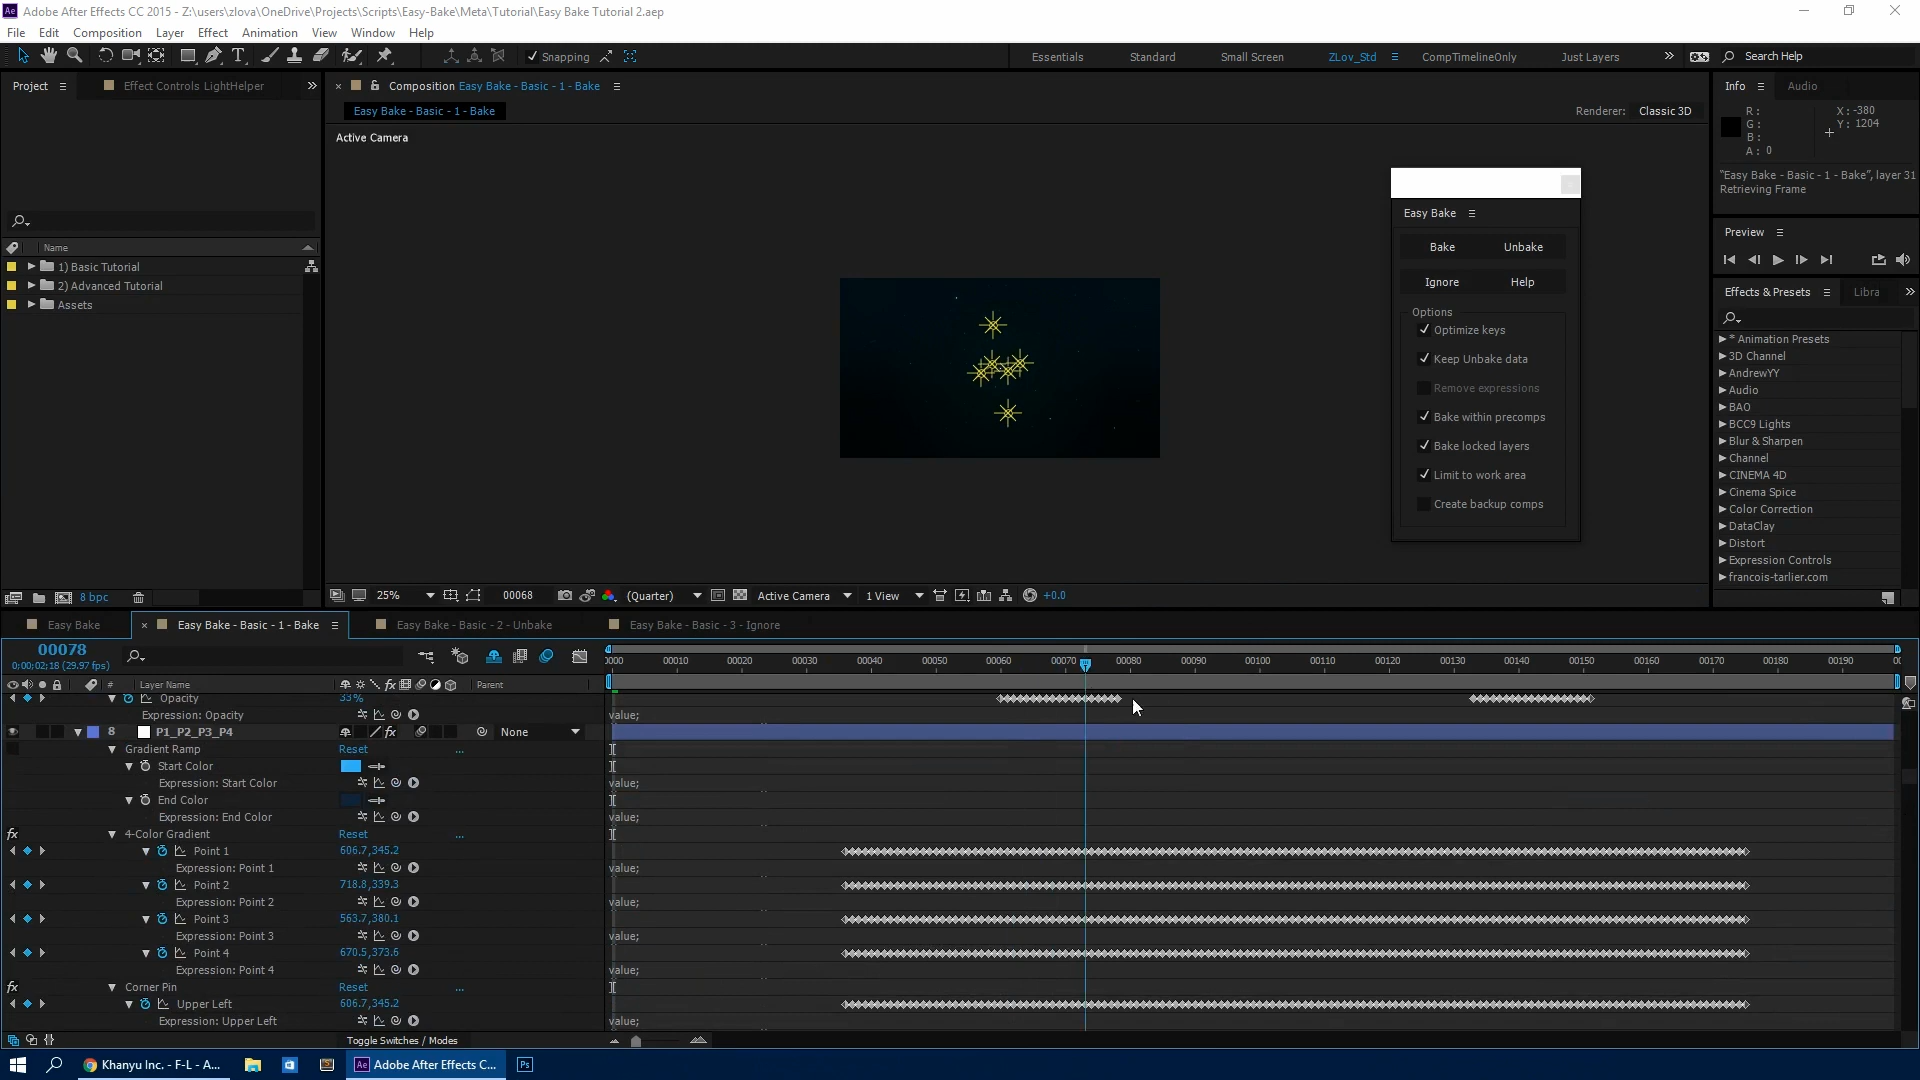 Adobe After Effects CC 2015 - Z:\users\zlova\OneDrive\Projects\Scripts\Easy-Bake\Meta\Tutorial\Easy Bake Tutorial 2.aep
File Edit Composition Layer Effect Animation View Window Help
Snapping
Essentials Standard Small Screen ZLov_Std CompTimelineOnly Just Layers Search Help
Project Effect Controls LightHelper
Composition Easy Bake - Basic - 1 - Bake
Info Audio
Easy Bake - Basic - 1 - Bake
Renderer: Classic 3D
R: X: -380
G: Y: 1204
B:
A: 0
Active Camera
"Easy Bake - Basic - 1 - Bake", layer 31
Retrieving Frame
Easy Bake
Bake Unbake
Ignore Help
Options
Optimize keys
Keep Unbake data
Remove expressions
Bake within precomps
Bake locked layers
Limit to work area
Create backup comps
Preview
Effects & Presets Libra
* Animation Presets
3D Channel
AndrewYY
Audio
BAO
BCC9 Lights
Blur & Sharpen
Channel
CINEMA 4D
Cinema Spice
Color Correction
DataClay
Distort
Expression Controls
francois-tarlier.com
Name
1) Basic Tutorial
2) Advanced Tutorial
Assets
8 bpc
25% 00068 (Quarter) Active Camera 1 View +0.0
Easy Bake Easy Bake - Basic - 1 - Bake Easy Bake - Basic - 2 - Unbake Easy Bake - Basic - 3 - Ignore
00078
0;00;02;18 (29.97 fps)
0000 00010 00020 00030 00040 00050 00060 00070 00080 00090 00100 00110 00120 00130 00140 00150 00160 00170 00180 00190 00
# Layer Name Parent
Opacity 33%
Expression: Opacity value;
8 P1_P2_P3_P4 None
Gradient Ramp Reset ...
Start Color
Expression: Start Color value;
End Color
Expression: End Color value;
fx 4-Color Gradient Reset ...
Point 1 606.7,345.2
Expression: Point 1 value;
Point 2 718.8,339.3
Expression: Point 2 value;
Point 3 563.7,380.1
Expression: Point 3 value;
Point 4 670.5,373.6
Expression: Point 4 value;
fx Corner Pin Reset ...
Upper Left 606.7,345.2
Expression: Upper Left value;
Toggle Switches / Modes
Khanyu Inc. - F-L - A... Ae Adobe After Effects C... Ps